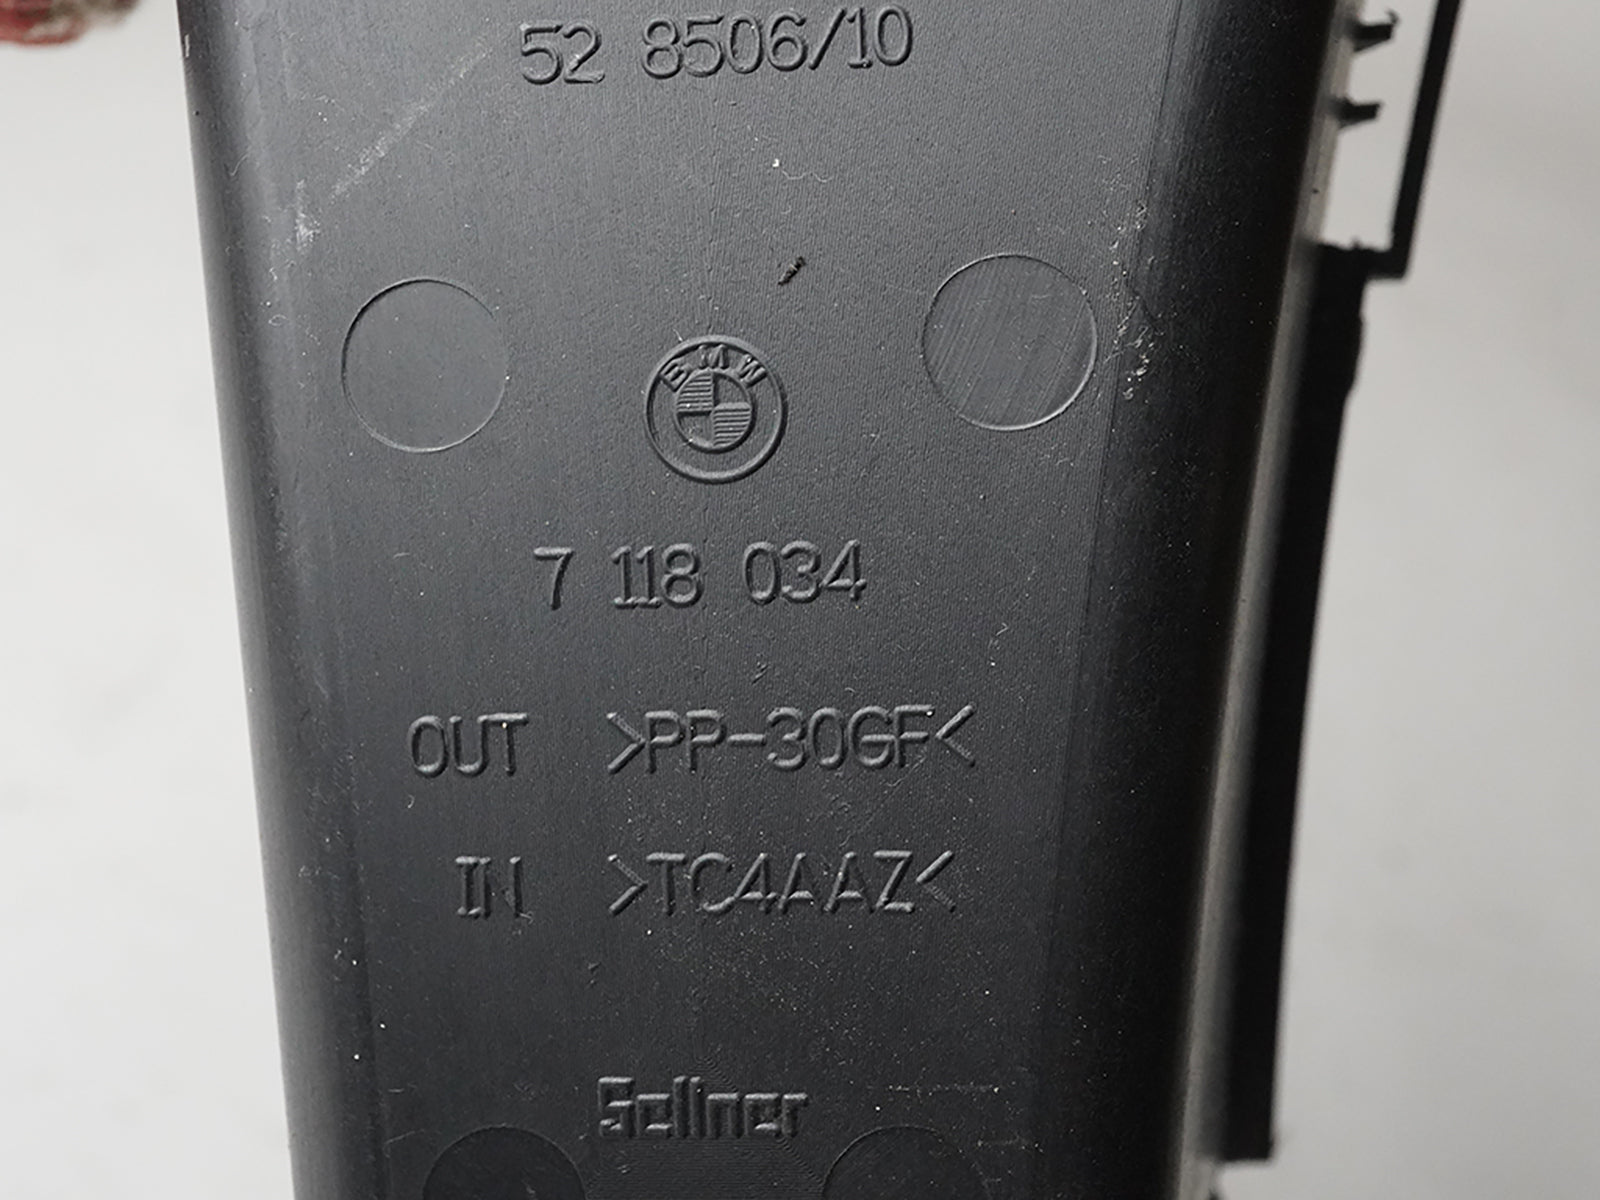 52 8506/10
BMW
7 118 034
OUT >PP-30GF<
IN >TC4AAZ<
Sellner